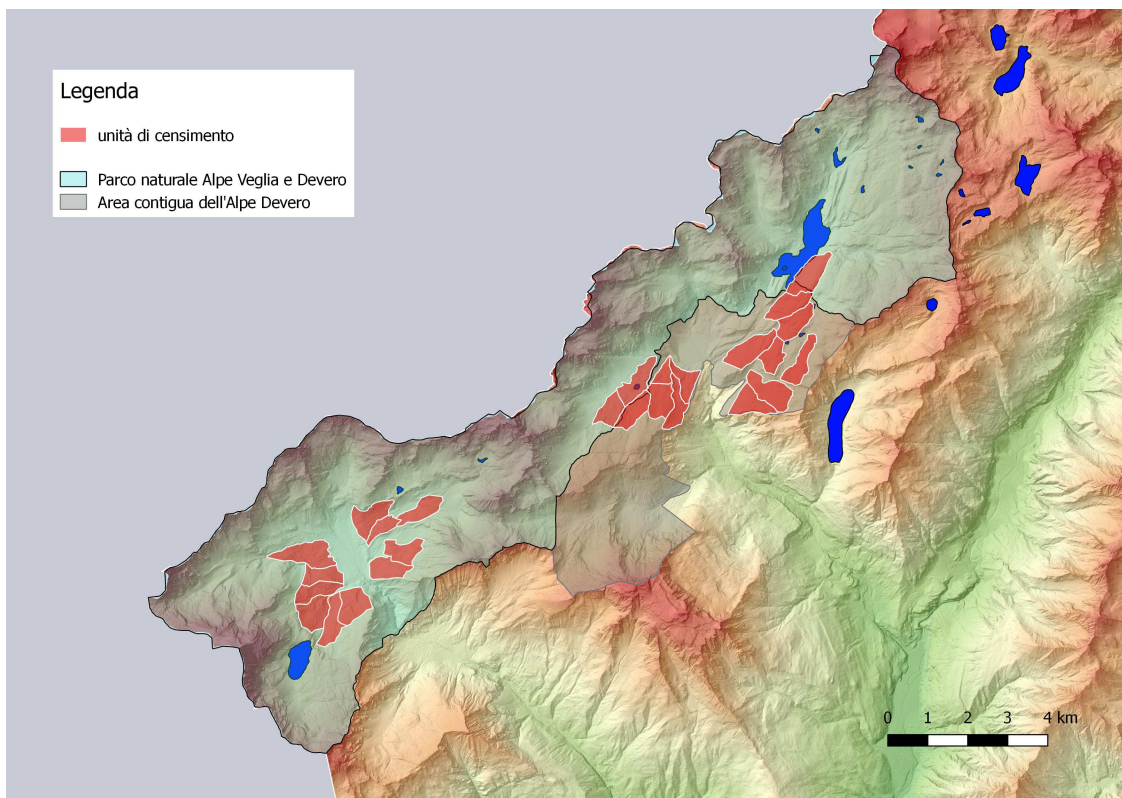 Legenda
unità di censimento
Parco naturale Alpe Veglia e Devero
Area contigua dell'Alpe Devero
0 1 2 3 4 km